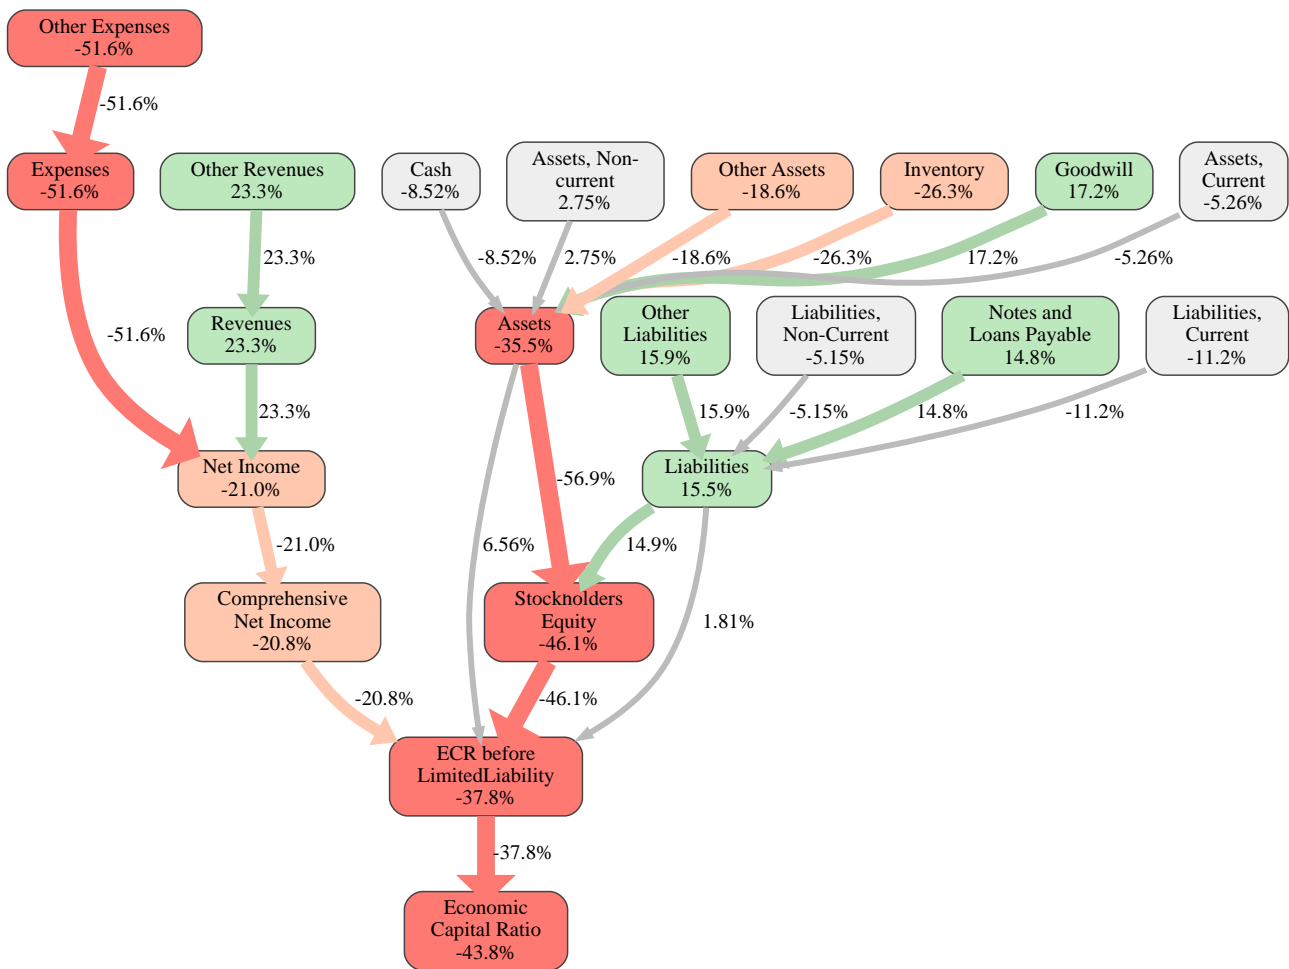 Other Expenses
-51.6%
-51.6%
Expenses
-51.6%
Other Revenues
23.3%
Cash
-8.52%
Assets, Non-
current
2.75%
Other Assets
-18.6%
Inventory
-26.3%
Goodwill
17.2%
Assets,
Current
-5.26%
23.3%
-8.52%
2.75%
-18.6%
-26.3%
17.2%
-5.26%
-51.6%
Revenues
23.3%
Assets
-35.5%
Other
Liabilities
15.9%
Liabilities,
Non-Current
-5.15%
Notes and
Loans Payable
14.8%
Liabilities,
Current
-11.2%
23.3%
15.9%
-5.15%
14.8%
-11.2%
Net Income
-21.0%
-56.9%
Liabilities
15.5%
-21.0%
6.56%
14.9%
Comprehensive
Net Income
-20.8%
Stockholders
Equity
-46.1%
1.81%
-20.8%
-46.1%
ECR before
LimitedLiability
-37.8%
-37.8%
Economic
Capital Ratio
-43.8%